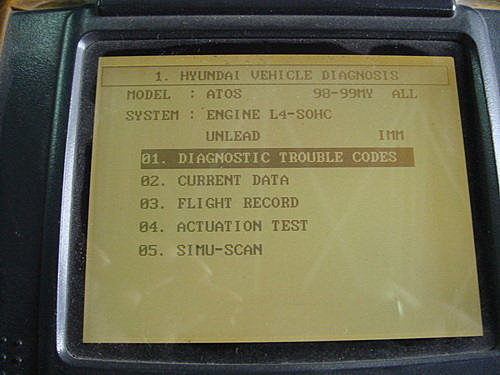 1. HYUNDAI VEHICLE DIAGNOSIS
MODEL : ATOS 98-99MY ALL
SYSTEM : ENGINE L4-SOHC
UNLEAD IMM
01. DIAGNOSTIC TROUBLE CODES
02. CURRENT DATA
03. FLIGHT RECORD
04. ACTUATION TEST
05. SIMU-SCAN